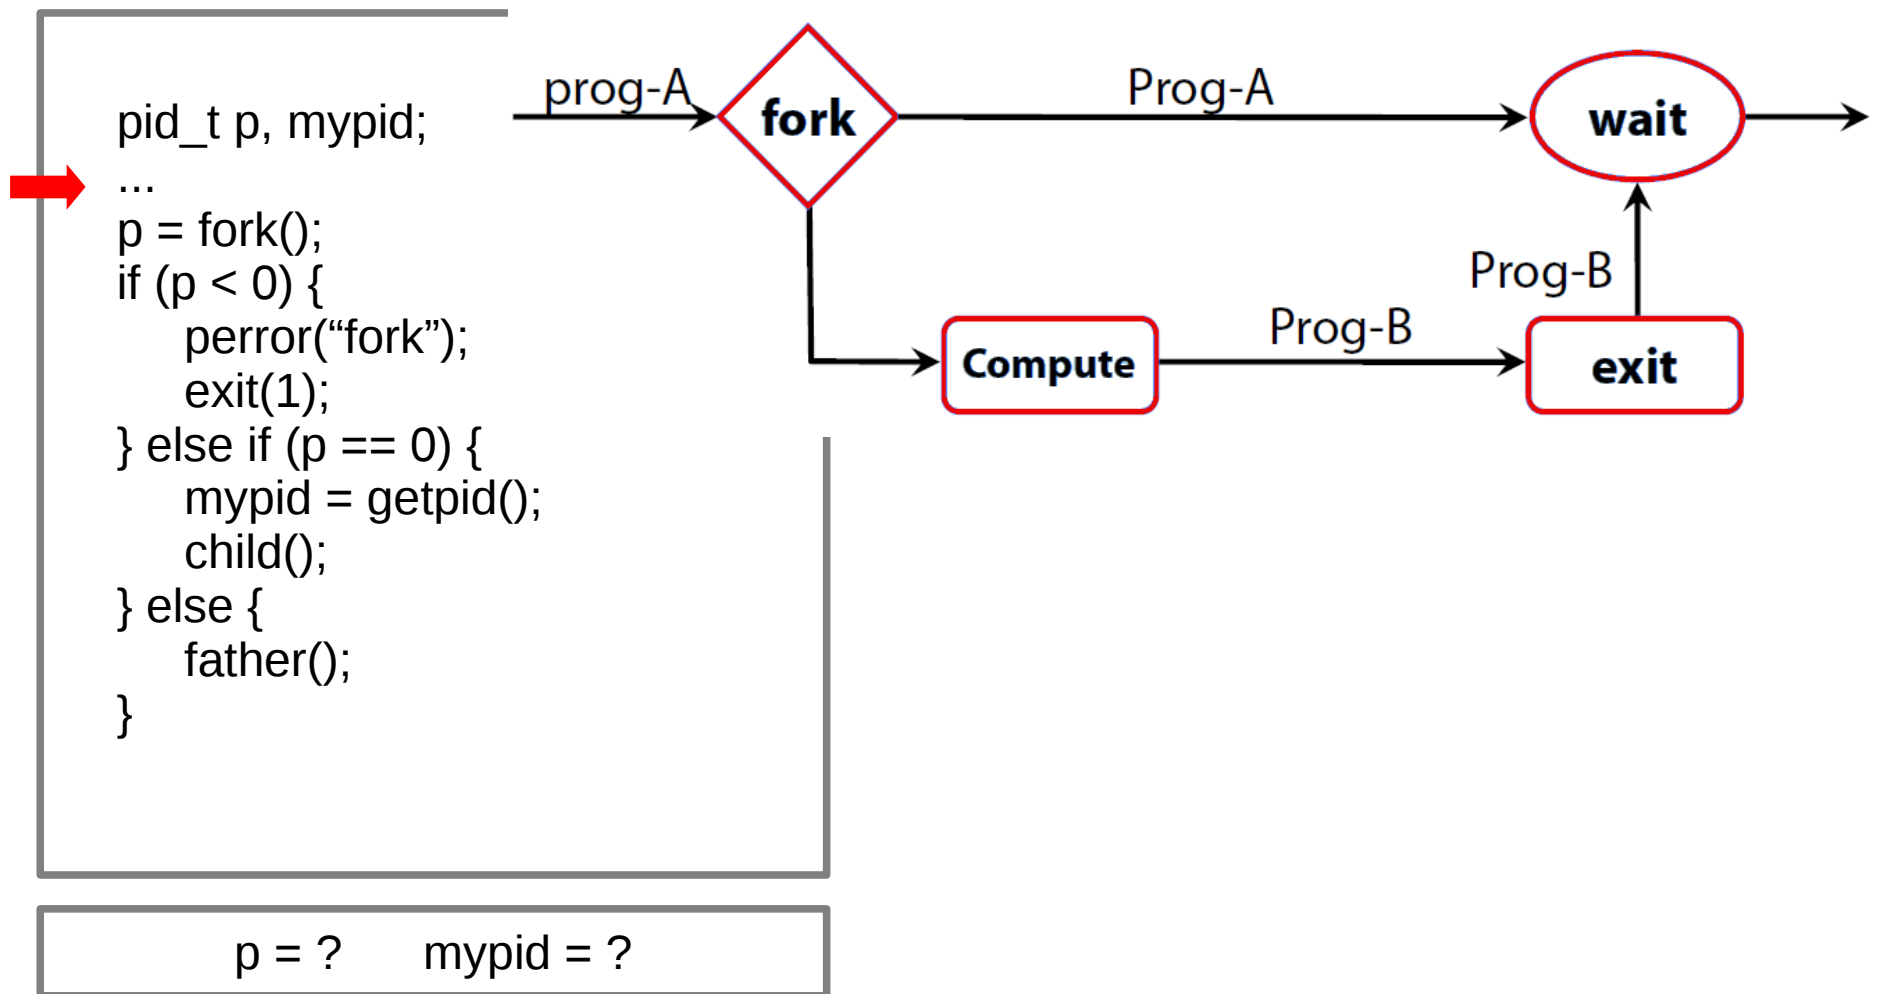 pid_t p, mypid;
...
p = fork();
if (p < 0) {
perror(“fork”);
exit(1);
} else if (p == 0) {
mypid = getpid();
child();
} else {
father();
}
p = ? mypid = ?
prog-A
fork
Prog-A
wait
Prog-B
Compute
Prog-B
exit